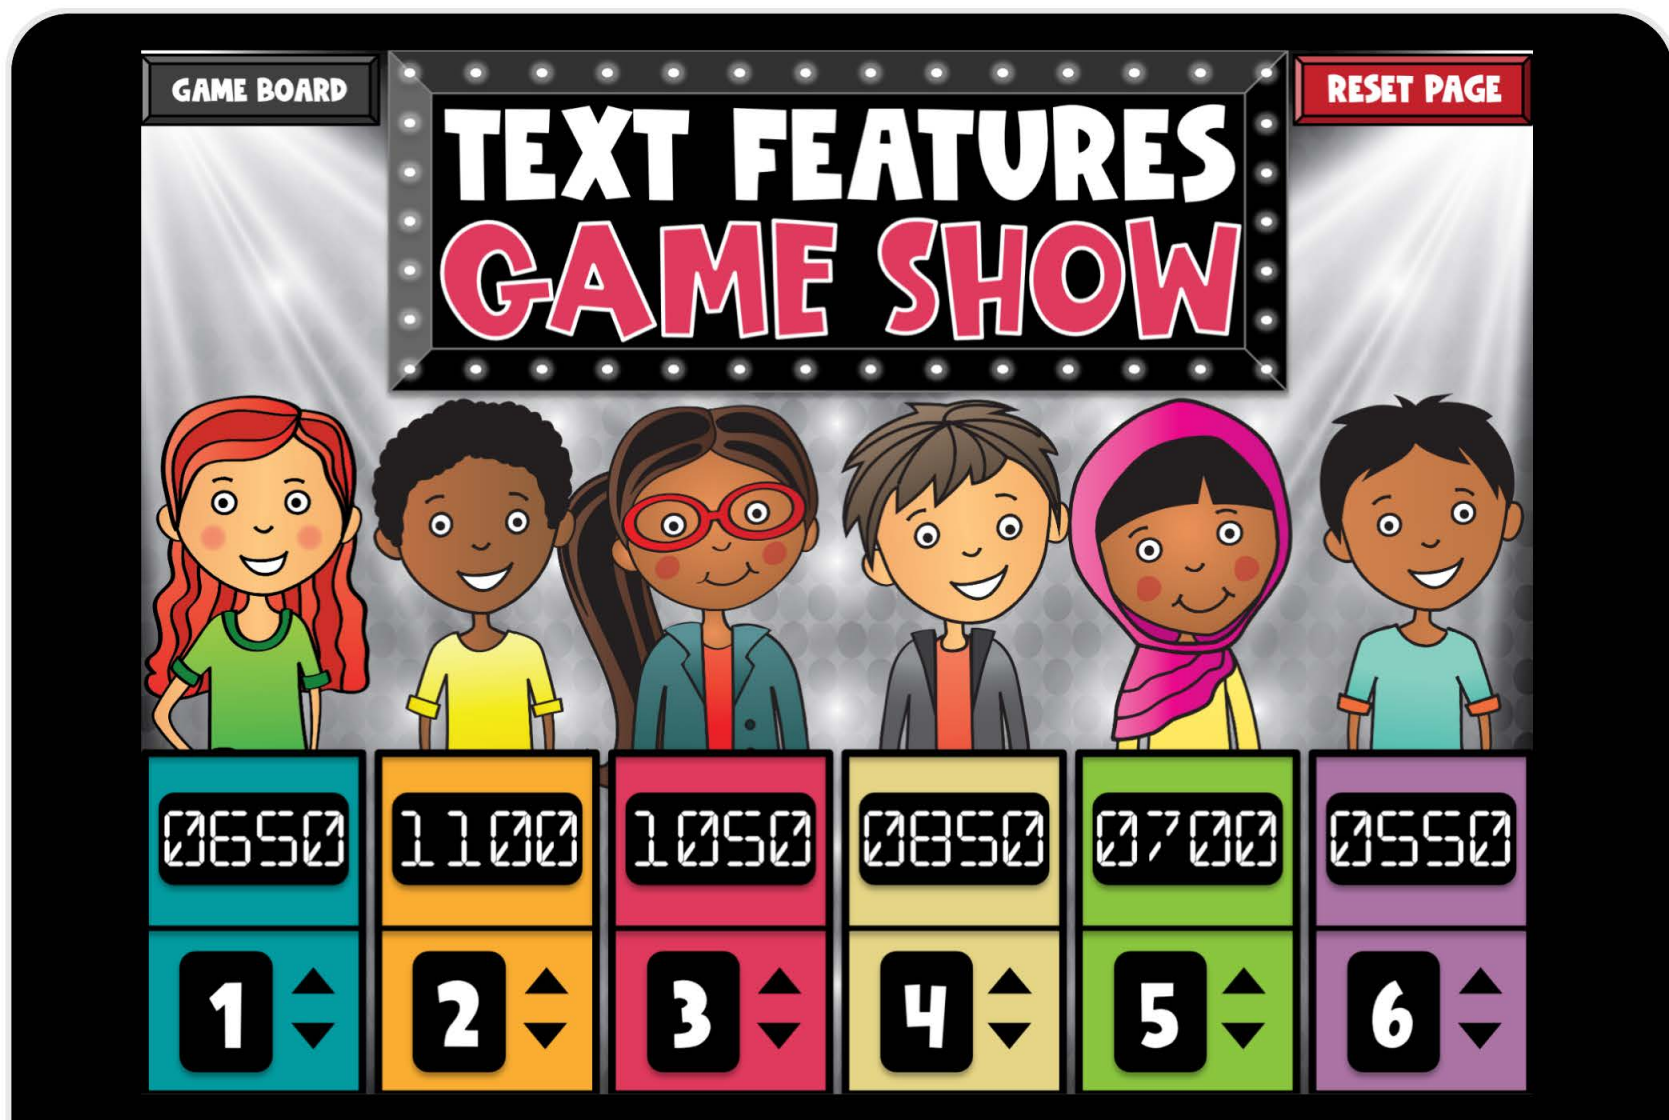 GAME BOARD
TEXT FEATURES
GAME SHOW
RESET PAGE
0650 1100 1050 0850 0700 0550
1 2 3 4 5 6